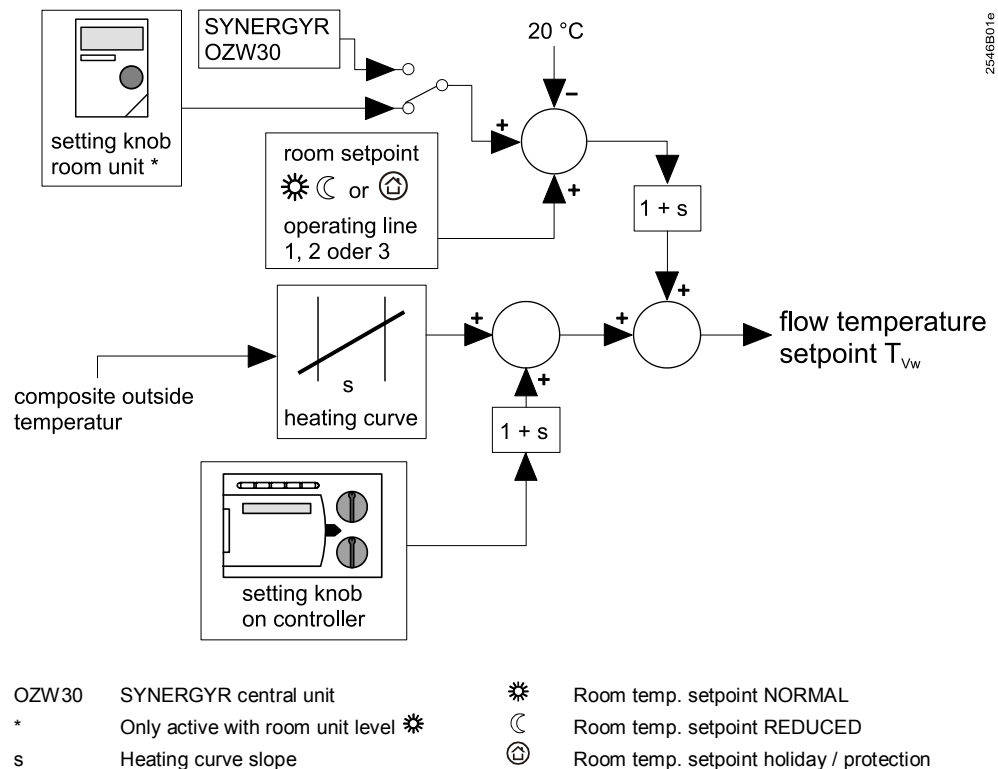 2546B01e
SYNERGYR
OZW30
20 °C
setting knob
room unit *
+
−
+
room setpoint
☼ ☾ or ⌂
operating line
1, 2 oder 3
1 + s
+
+
+
flow temperature
setpoint T_Vw
s
heating curve
composite outside
temperatur
+
1 + s
setting knob
on controller
OZW30 SYNERGYR central unit
* Only active with room unit level ☼
s Heating curve slope
☼ Room temp. setpoint NORMAL
☾ Room temp. setpoint REDUCED
⌂ Room temp. setpoint holiday / protection